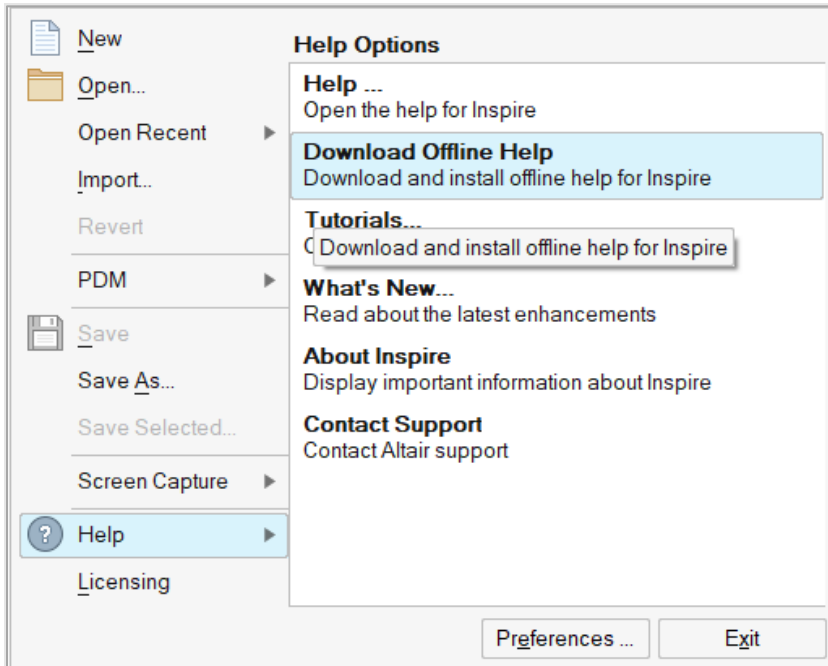 New
Open...
Open Recent
Import...
Revert
PDM
Save
Save As...
Save Selected...
Screen Capture
Help
Licensing
Help Options
Help ...
Open the help for Inspire
Download Offline Help
Download and install offline help for Inspire
Tutorials...
Download and install offline help for Inspire
What's New...
Read about the latest enhancements
About Inspire
Display important information about Inspire
Contact Support
Contact Altair support
Preferences ...
Exit